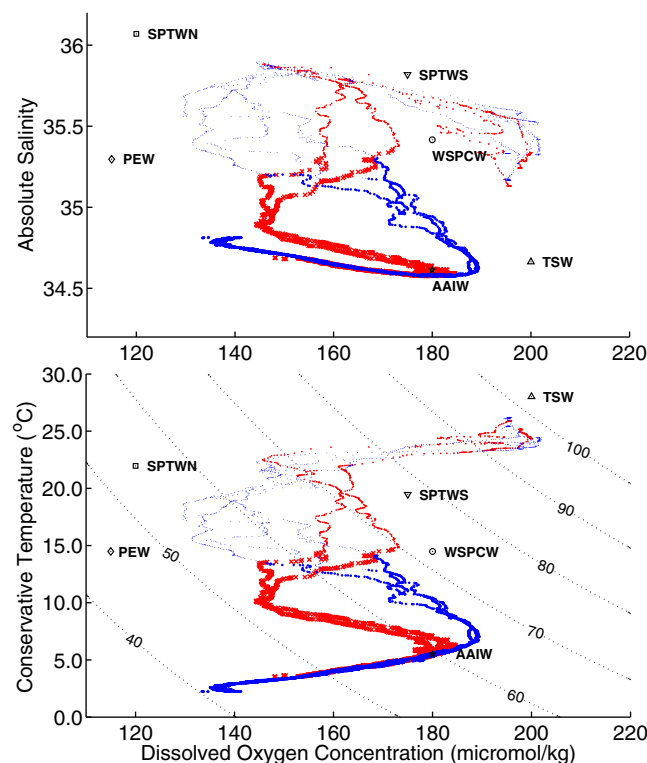 36
35.5
35
34.5
Absolute Salinity
SPTWN
SPTWS
PEW
WSPCW
TSW
AAIW
120
140
160
180
200
220
30.0
25.0
20.0
15.0
10.0
5.0
0.0
Conservative Temperature (°C)
TSW
100
SPTWN
SPTWS
90
PEW
50
WSPCW
80
70
40
AAIW
60
120
140
160
180
200
220
Dissolved Oxygen Concentration (micromol/kg)